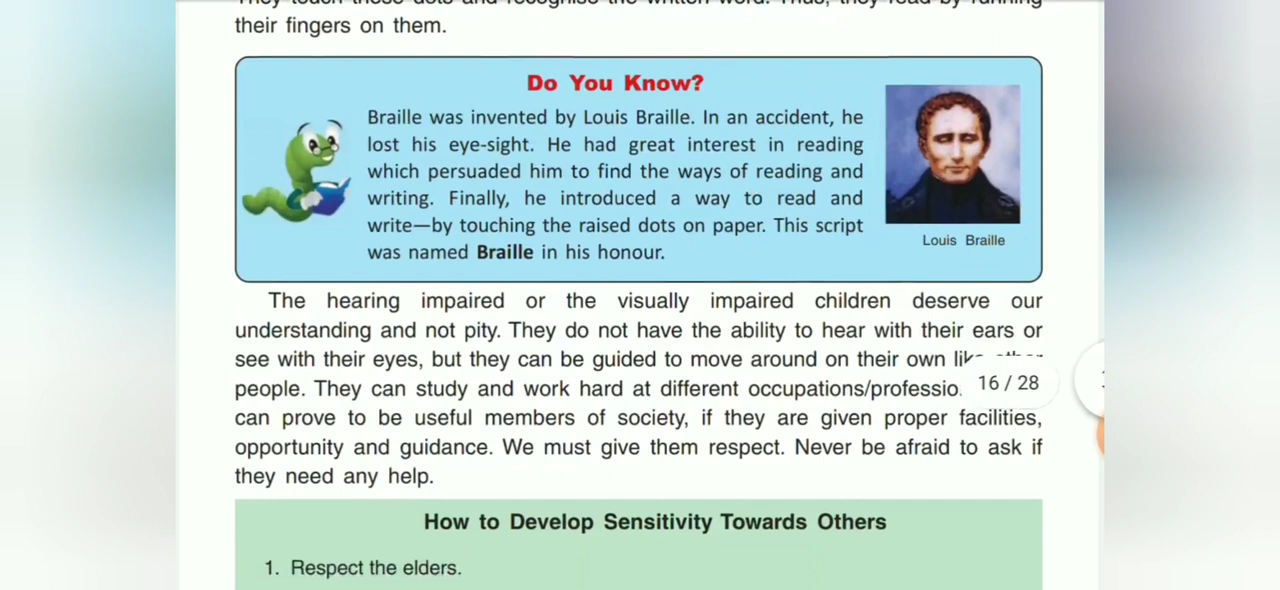 their fingers on them.
Do You Know?
Braille was invented by Louis Braille. In an accident, he
lost his eye-sight. He had great interest in reading
which persuaded him to find the ways of reading and
writing. Finally, he introduced a way to read and
write—by touching the raised dots on paper. This script
was named Braille in his honour.
Louis Braille
The hearing impaired or the visually impaired children deserve our
understanding and not pity. They do not have the ability to hear with their ears or
see with their eyes, but they can be guided to move around on their own
people. They can study and work hard at different
16 / 28
can prove to be useful members of society, if they are given proper facilities,
opportunity and guidance. We must give them respect. Never be afraid to ask if
they need any help.
How to Develop Sensitivity Towards Others
1. Respect the elders.